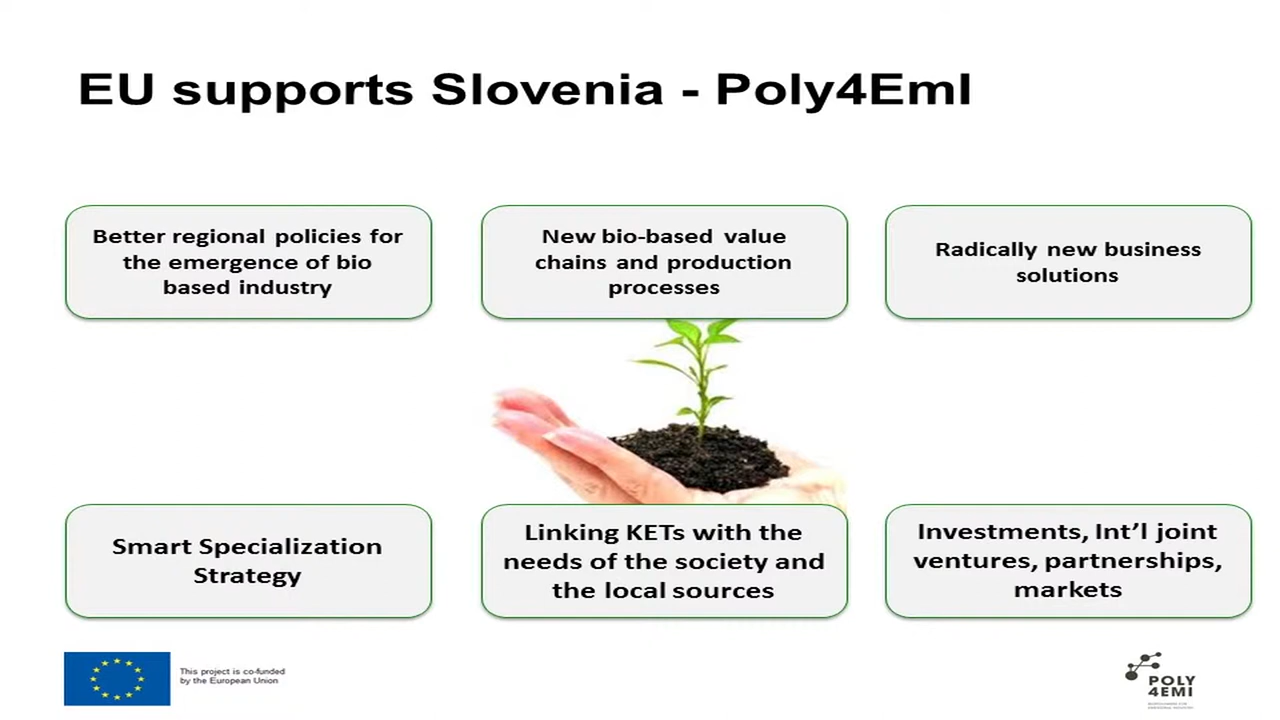 EU supports Slovenia - Poly4EmI
Better regional policies for
the emergence of bio
based industry
New bio-based value
chains and production
processes
Radically new business
solutions
Smart Specialization
Strategy
Linking KETs with the
needs of the society and
the local sources
Investments, Int’l joint
ventures, partnerships,
markets
This project is co-funded
by the European Union
POLY
4EMI